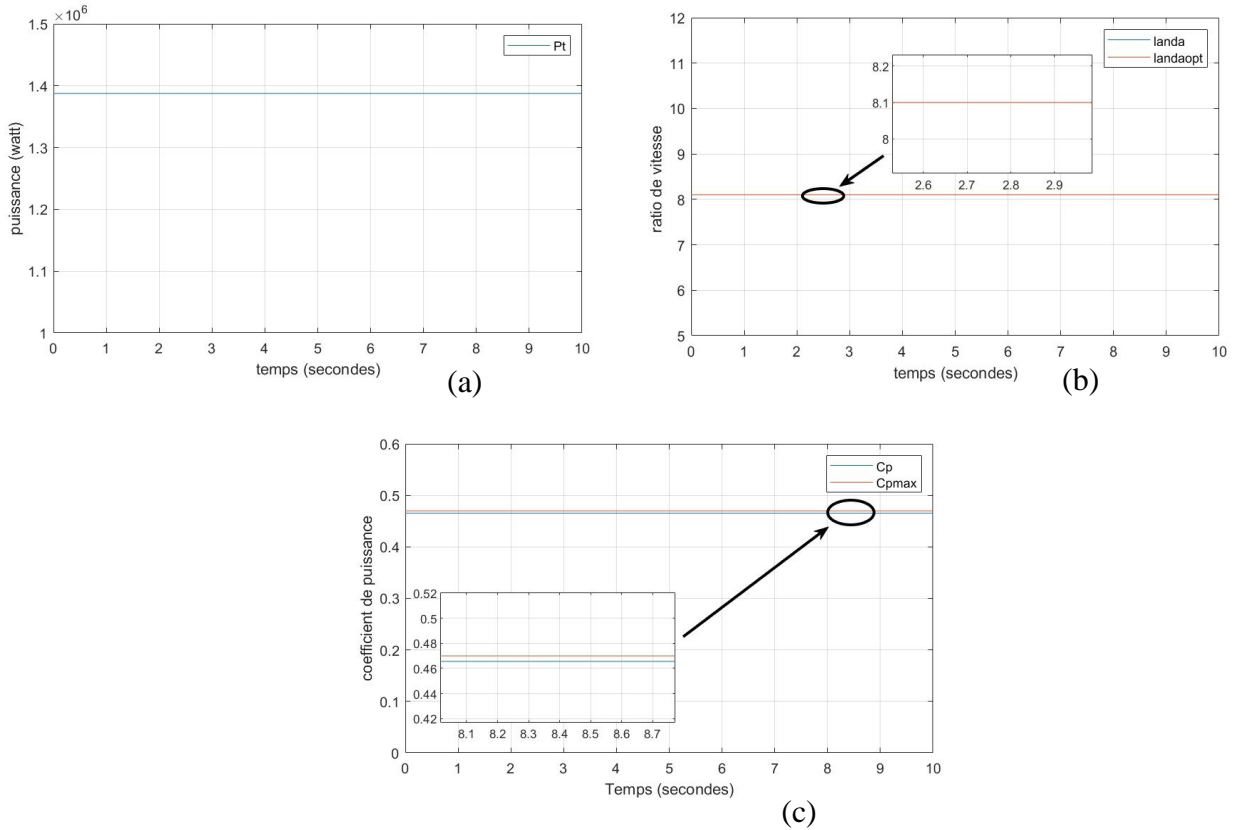 ×10⁶
1.5
1.4
1.3
1.2
1.1
1
puissance (watt)
Pt
0 1 2 3 4 5 6 7 8 9 10
temps (secondes)
(a)
12
11
10
9
8
7
6
5
ratio de vitesse
landa
landaopt
8.2
8.1
8
2.6 2.7 2.8 2.9
0 1 2 3 4 5 6 7 8 9 10
temps (secondes)
(b)
0.6
0.5
0.4
0.3
0.2
0.1
0
coefficient de puissance
Cp
Cpmax
0.52
0.5
0.48
0.46
0.44
0.42
8.1 8.2 8.3 8.4 8.5 8.6 8.7
0 1 2 3 4 5 6 7 8 9 10
Temps (secondes)
(c)